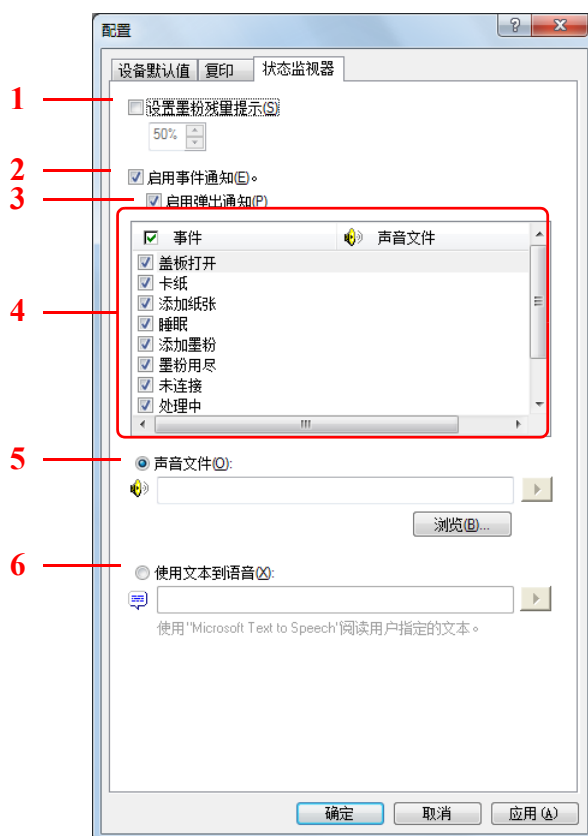 配置
设备默认值 复印 状态监视器
1 设置墨粉残量提示(S)
50%
2 启用事件通知(E)。
3 启用弹出通知(P)
事件 声音文件
盖板打开
卡纸
4 添加纸张
睡眠
添加墨粉
墨粉用尽
未连接
处理中
5 声音文件(O):
浏览(B)...
6 使用文本到语音(X):
使用"Microsoft Text to Speech"阅读用户指定的文本。
确定 取消 应用(A)